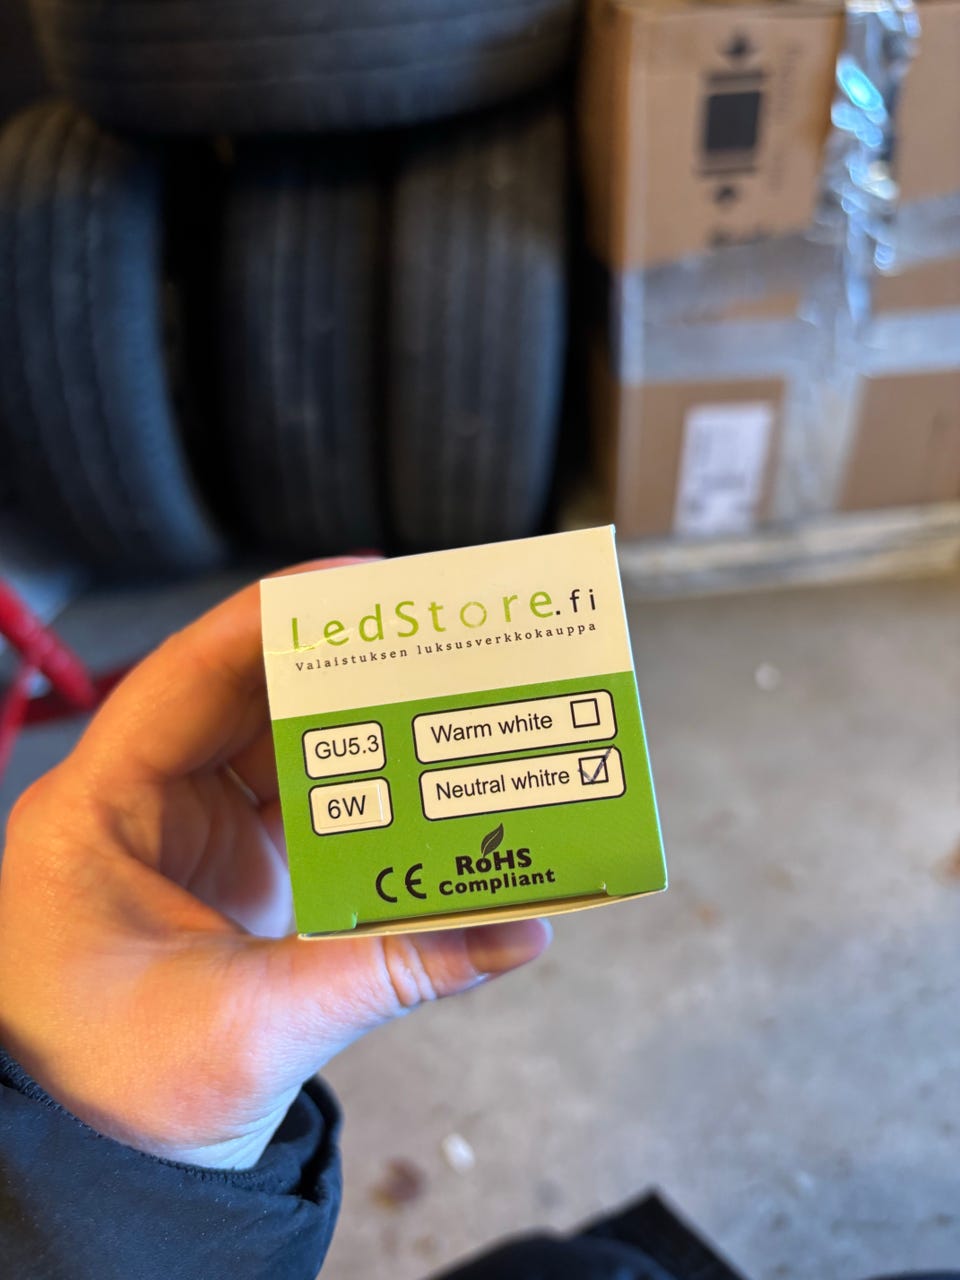 LedStore.fi
Valaistuksen luksusverkkokauppa
GU5.3
Warm white
6W
Neutral whitre
CE RoHS
Compliant